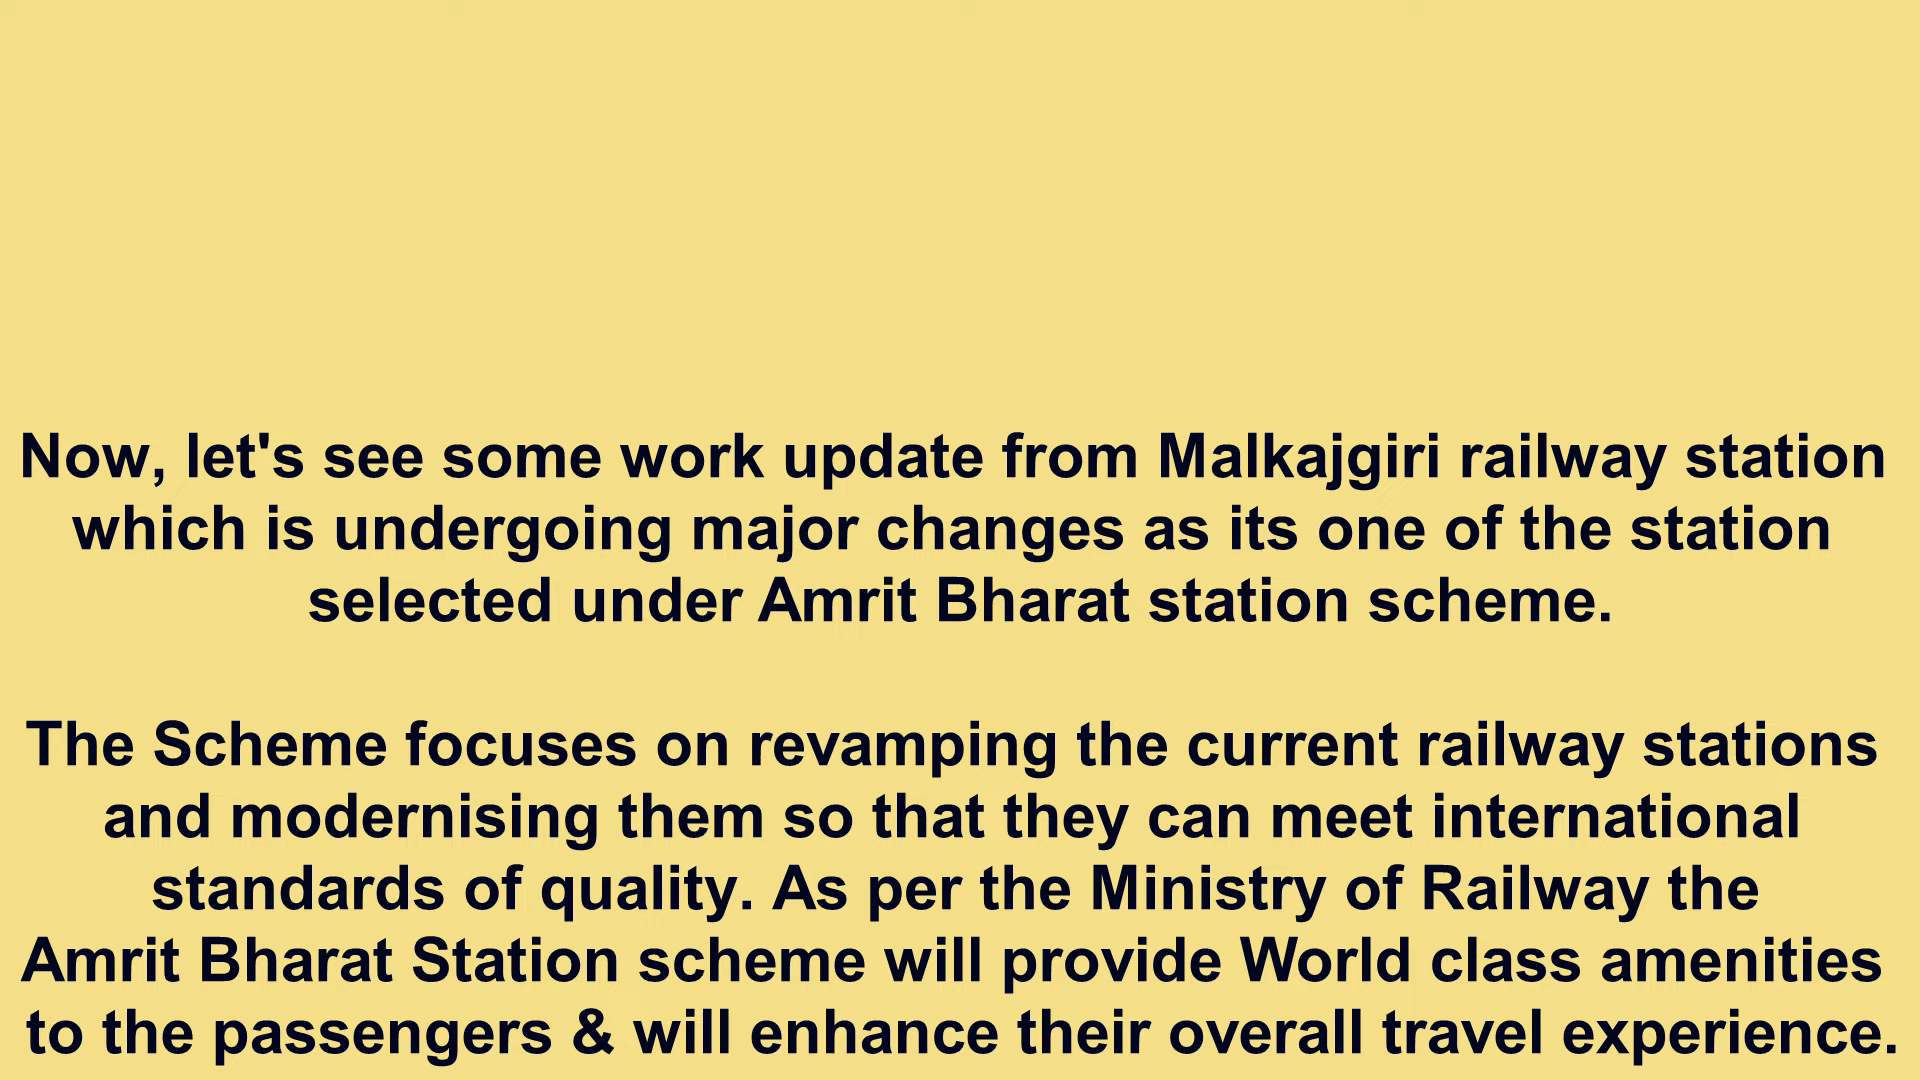 Now, let's see some work update from Malkajgiri railway station
which is undergoing major changes as its one of the station
selected under Amrit Bharat station scheme.
The Scheme focuses on revamping the current railway stations
and modernising them so that they can meet international
standards of quality. As per the Ministry of Railway the
Amrit Bharat Station scheme will provide World class amenities
to the passengers & will enhance their overall travel experience.